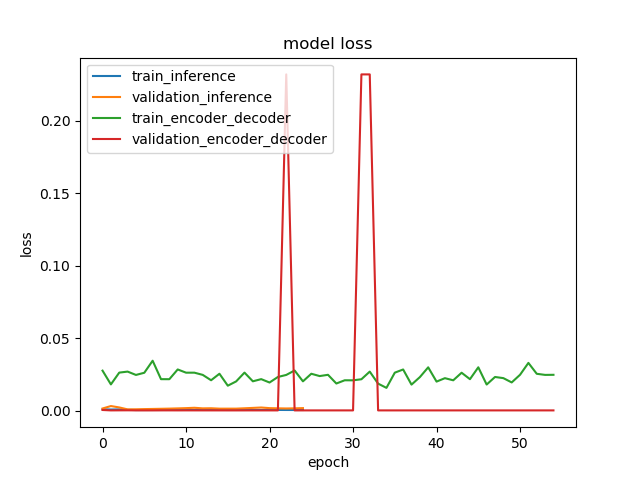 model loss
train_inference
validation_inference
train_encoder_decoder
validation_encoder_decoder
loss
0.20
0.15
0.10
0.05
0.00
0 10 20 30 40 50
epoch